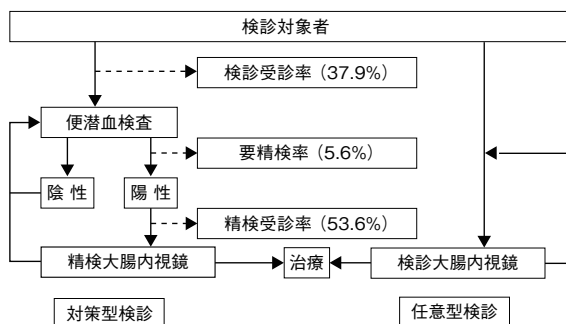 検診対象者
検診受診率(37.9%)
便潜血検査
要精検率(5.6%)
陰 性
陽 性
精検受診率(53.6%)
精検大腸内視鏡
治療
検診大腸内視鏡
対策型検診
任意型検診